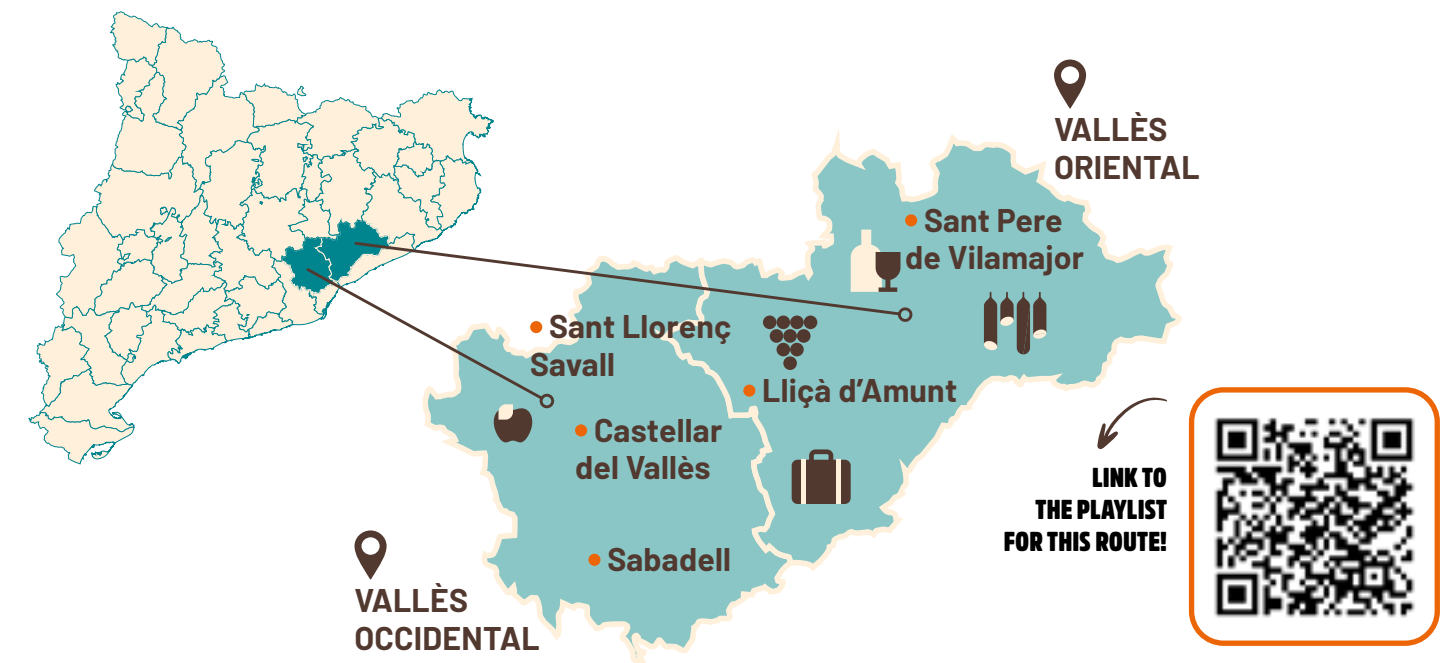 VALLÈS
ORIENTAL
Sant Pere
de Vilamajor
Sant Llorenç
Savall
Lliçà d’Amunt
Castellar
del Vallès
LINK TO
THE PLAYLIST
FOR THIS ROUTE!
Sabadell
VALLÈS
OCCIDENTAL